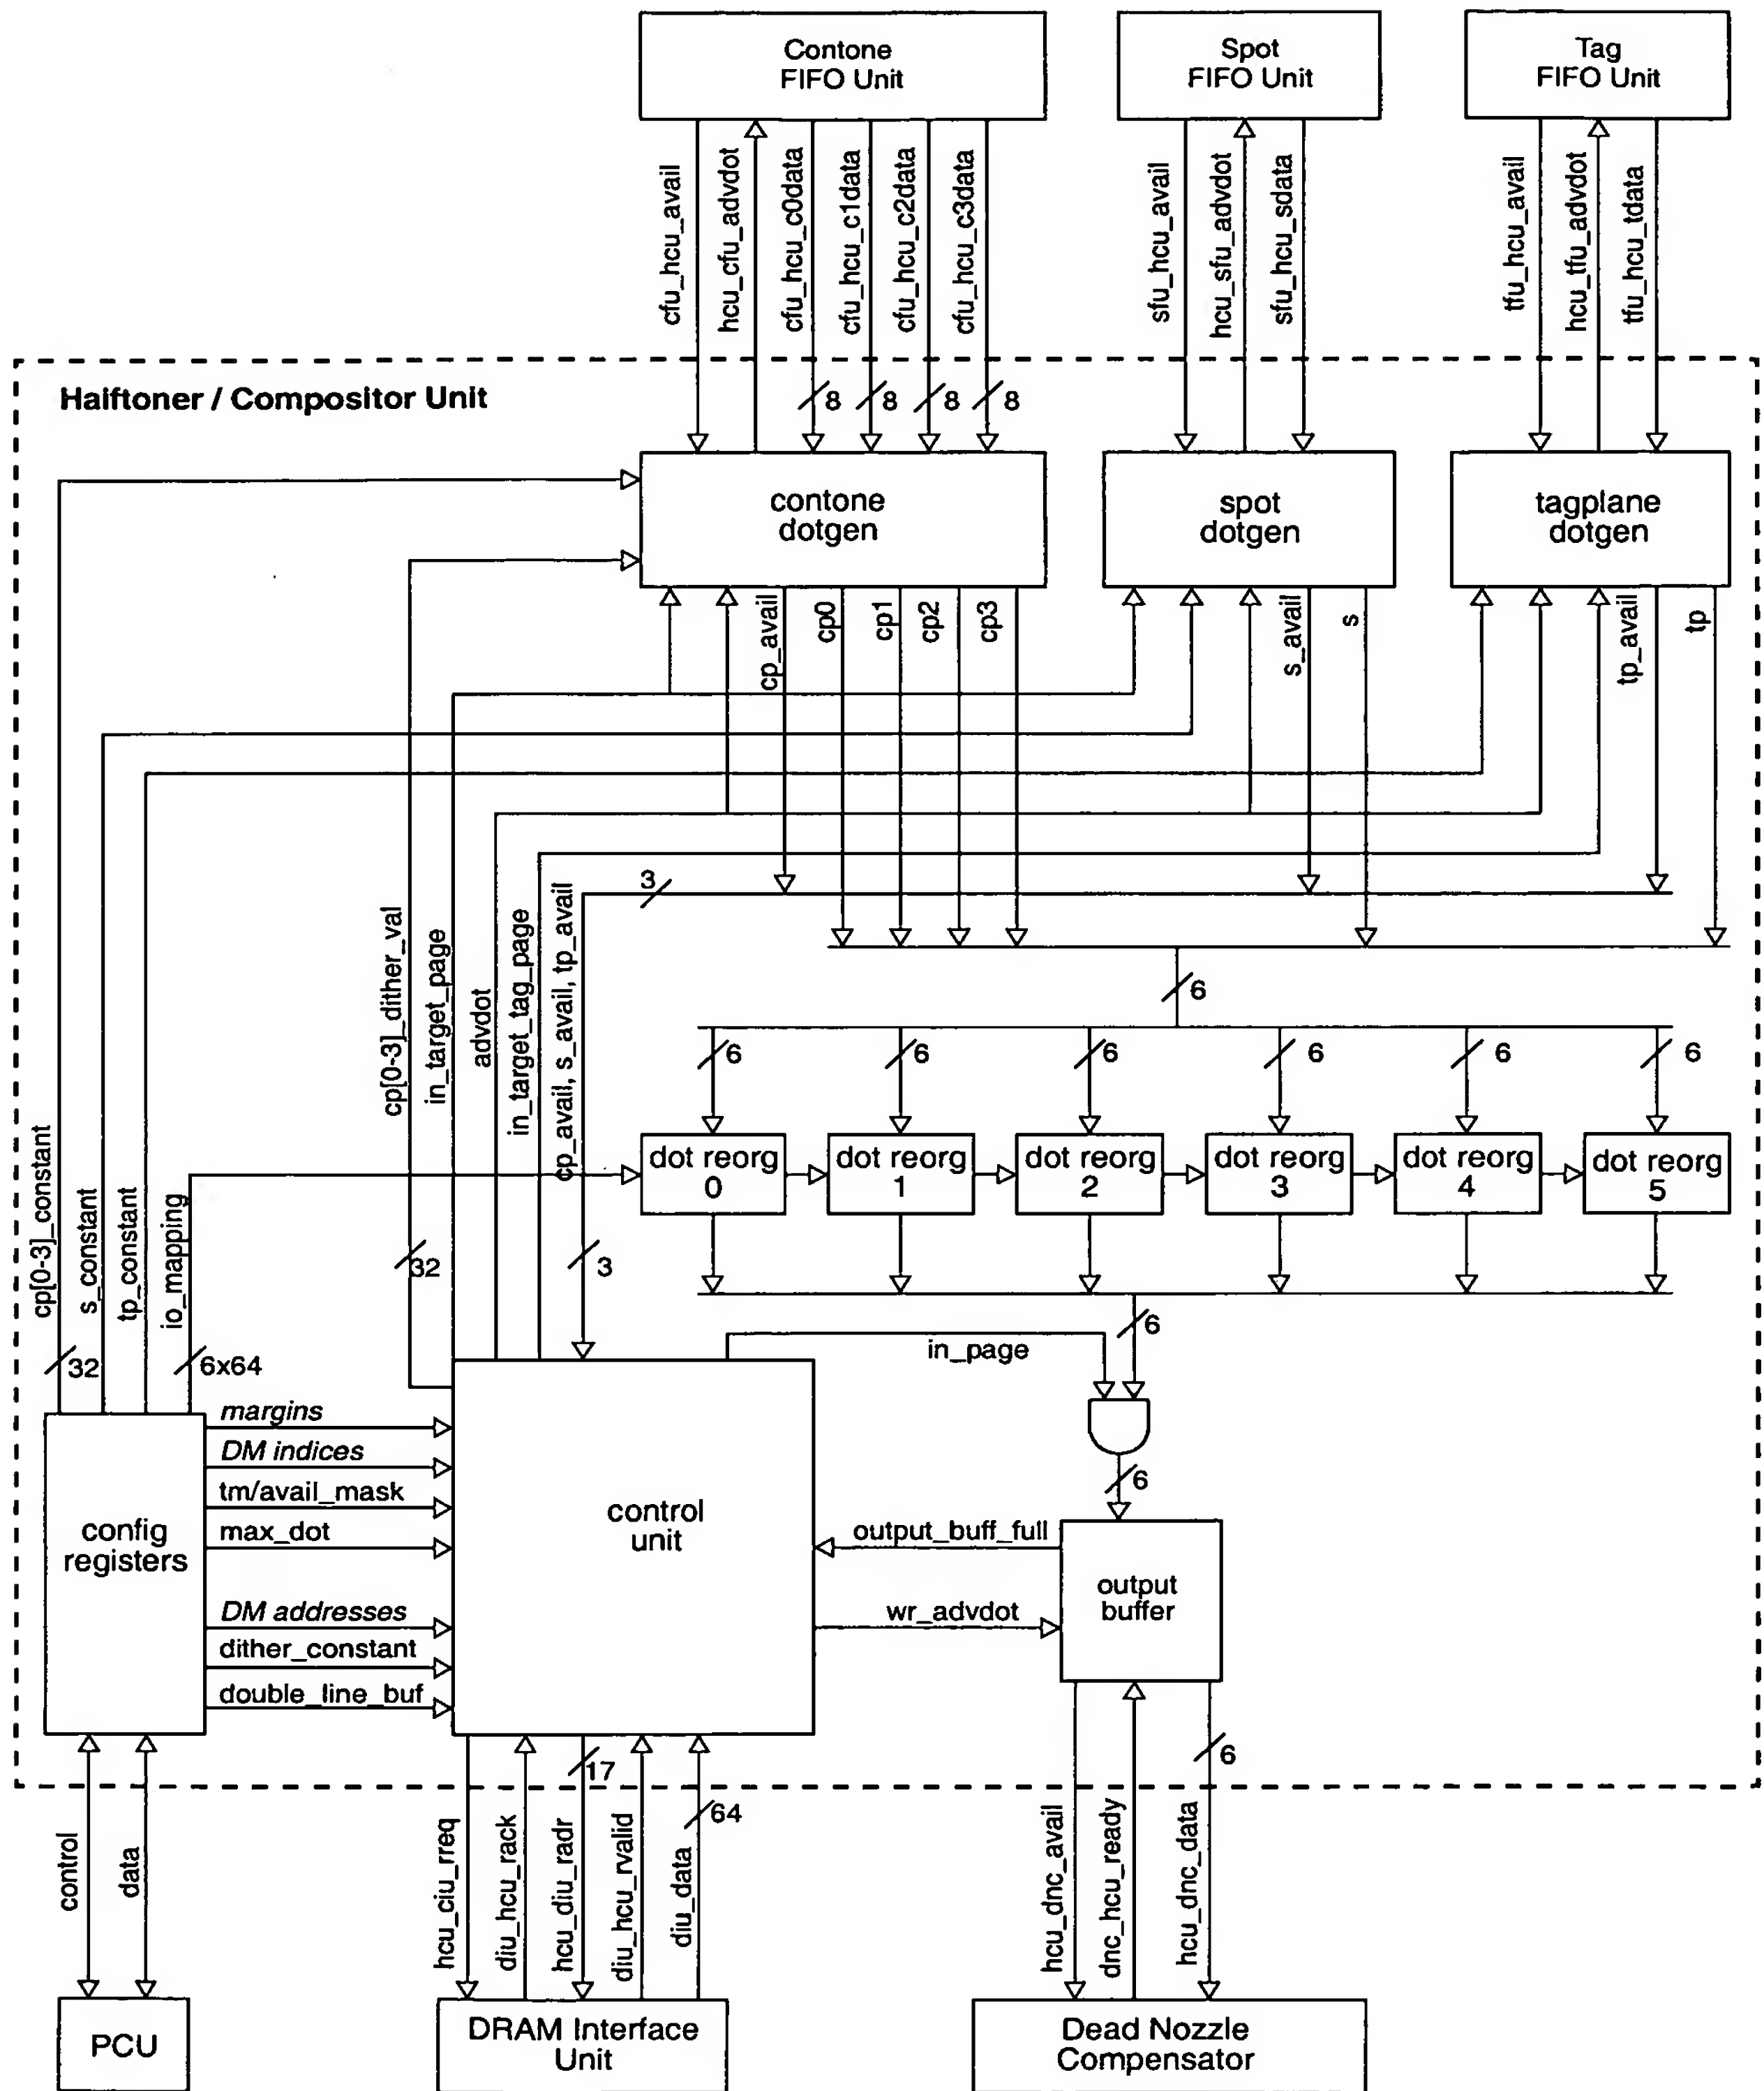 Contone
FIFO Unit
Spot
FIFO Unit
Tag
FIFO Unit
cfu_hcu_avail
hcu_cfu_advdot
cfu_hcu_c0data
cfu_hcu_c1data
cfu_hcu_c2data
cfu_hcu_c3data
sfu_hcu_avail
hcu_sfu_advdot
sfu_hcu_sdata
tfu_hcu_avail
hcu_tfu_advdot
tfu_hcu_tdata
Halftoner / Compositor Unit
8
8
8
8
contone
dotgen
spot
dotgen
tagplane
dotgen
cp_avail
cp0
cp1
cp2
cp3
s_avail
s
tp_avail
tp
3
cp[0-3]_dither_val
in_target_page
advdot
in_target_tag_page
cp_avail, s_avail, tp_avail
6
6
6
6
6
6
6
dot reorg
0
dot reorg
1
dot reorg
2
dot reorg
3
dot reorg
4
dot reorg
5
cp[0-3]_constant
s_constant
tp_constant
io_mapping
32
3
6
32
6x64
in_page
margins
DM indices
tm/avail_mask
max_dot
DM addresses
dither_constant
double_line_buf
config
registers
control
unit
6
output_buff_full
wr_advdot
output
buffer
17
64
6
control
data
hcu_ciu_rreq
diu_hcu_rack
hcu_diu_radr
diu_hcu_rvalid
diu_data
hcu_dnc_avail
dnc_hcu_ready
hcu_dnc_data
PCU
DRAM Interface
Unit
Dead Nozzle
Compensator